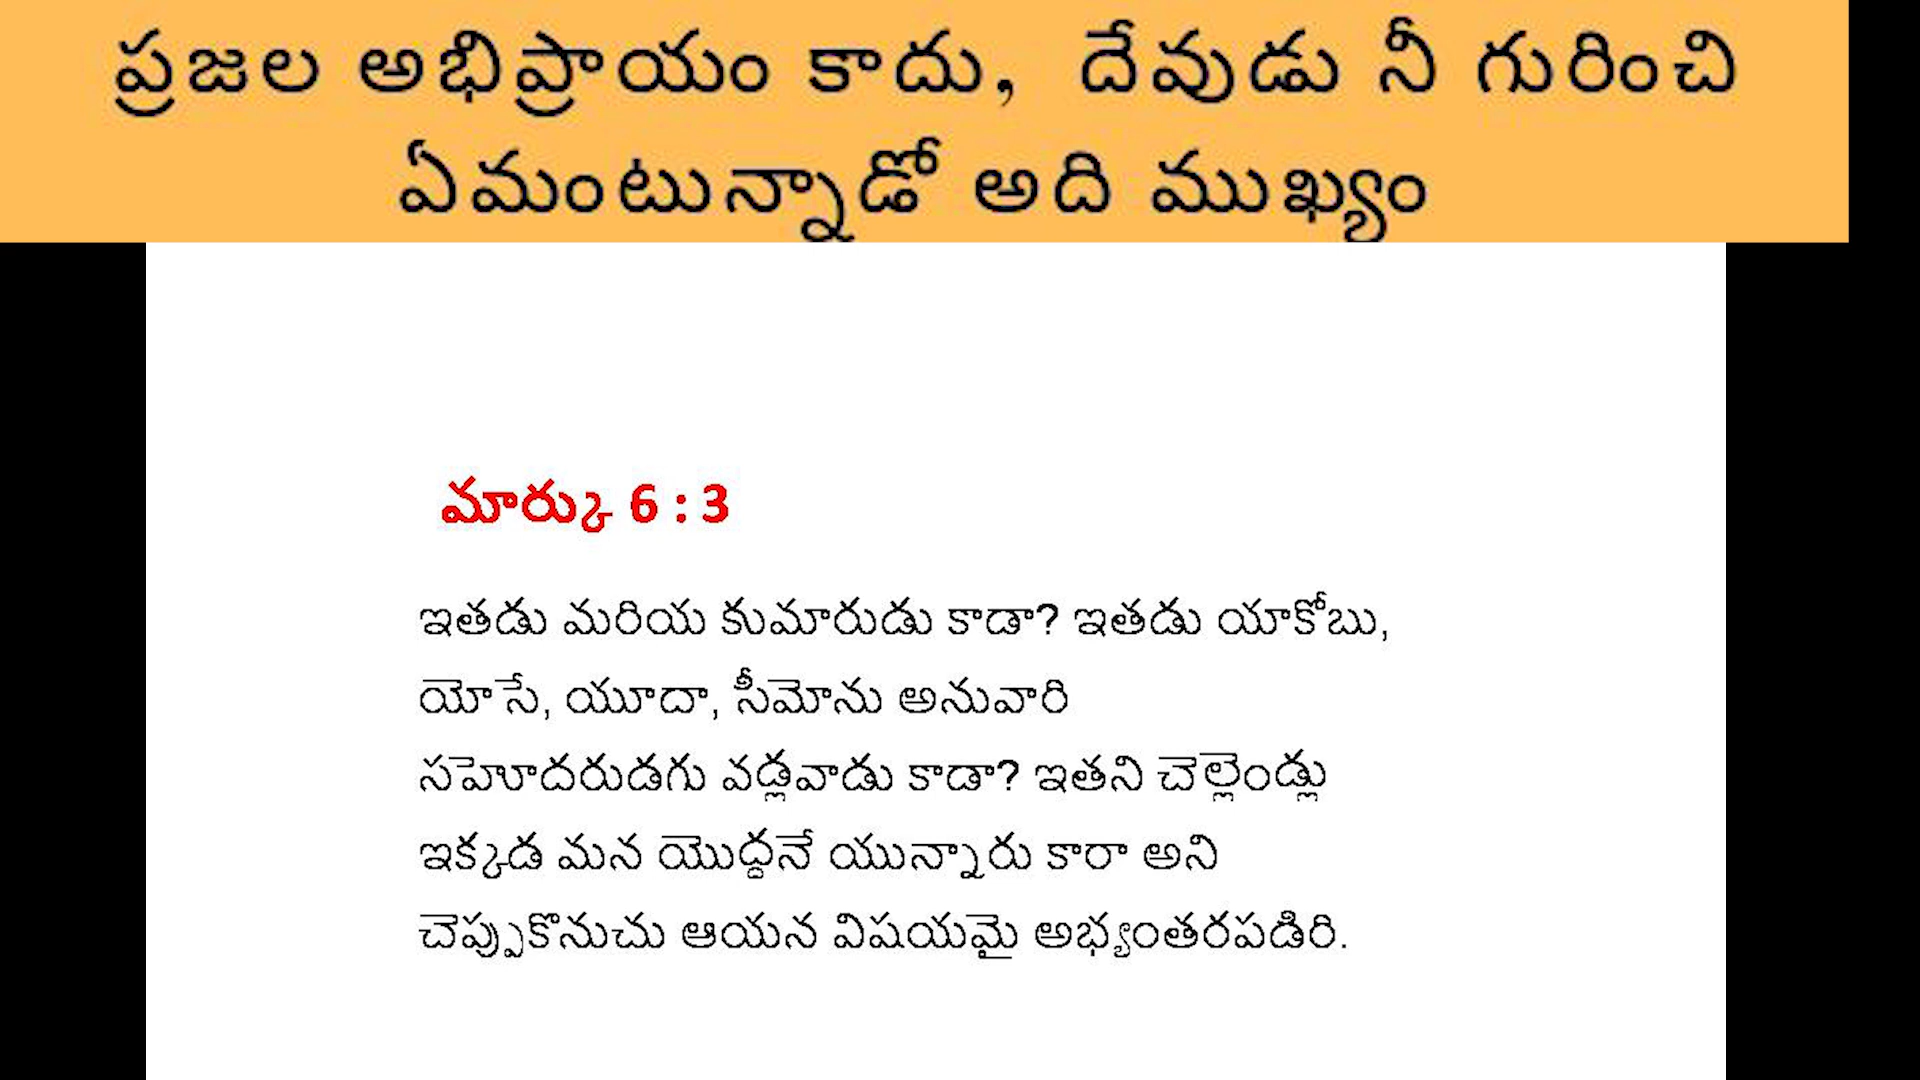 ప్రజల అభిప్రాయం కాదు, దేవుడు నీ గురించి
ఏమంటున్నాడో అది ముఖ్యం
మార్కు 6 : 3
ఇతడు మరియ కుమారుడు కాడా? ఇతడు యాకోబు,
యోసే, యూదా, సీమోను అనువారి
సహెూదరుడగు వడ్లవాడు కాడా? ఇతని చెల్లెండ్లు
ఇక్కడ మన యొద్దనే యున్నారు కారా అని
చెప్పుకొనుచు ఆయన విషయమై అభ్యంతరపడిరి.